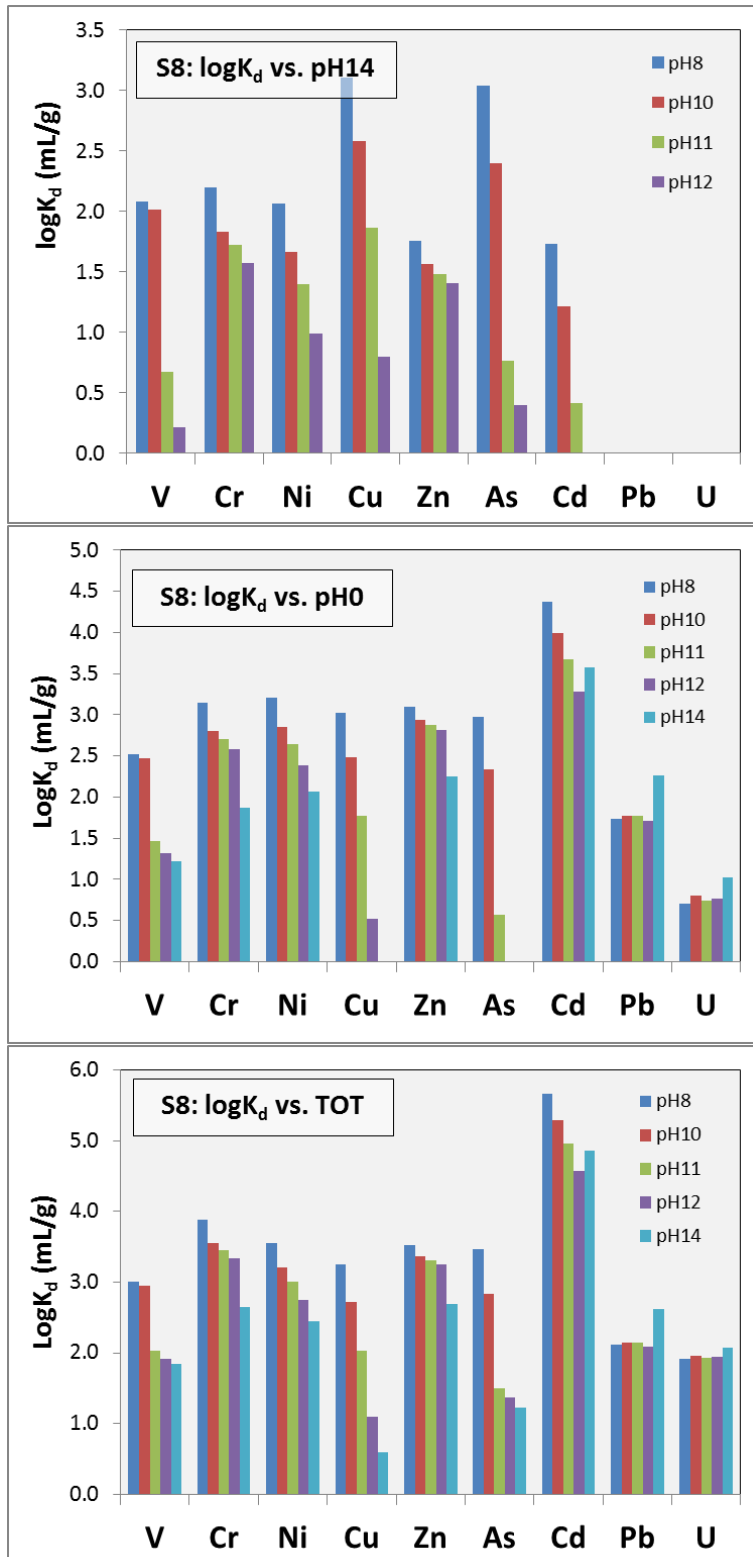 S8: logKd vs. pH14
logKd (mL/g)
3.5
3.0
2.5
2.0
1.5
1.0
0.5
0.0
pH8
pH10
pH11
pH12
V Cr Ni Cu Zn As Cd Pb U
S8: logKd vs. pH0
LogKd (mL/g)
5.0
4.5
4.0
3.5
3.0
2.5
2.0
1.5
1.0
0.5
0.0
pH8
pH10
pH11
pH12
pH14
V Cr Ni Cu Zn As Cd Pb U
S8: logKd vs. TOT
LogKd (mL/g)
6.0
5.0
4.0
3.0
2.0
1.0
0.0
pH8
pH10
pH11
pH12
pH14
V Cr Ni Cu Zn As Cd Pb U